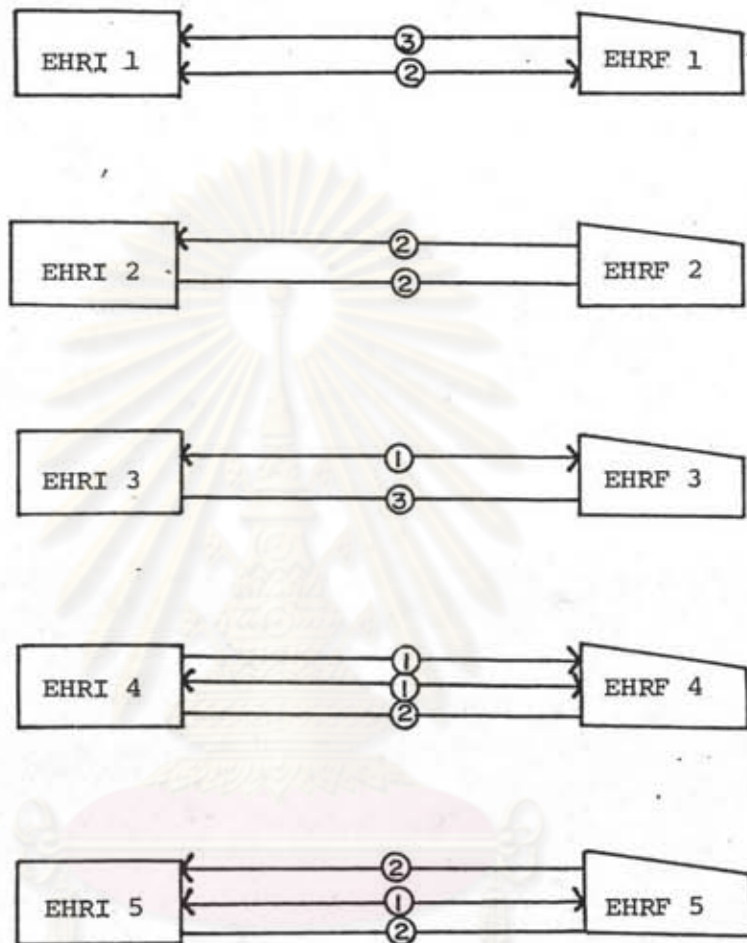 ③
EHRI 1 EHRF 1
②
②
EHRI 2 EHRF 2
②
①
EHRI 3 EHRF 3
③
①
EHRI 4 ① EHRF 4
②
②
EHRI 5 ① EHRF 5
②